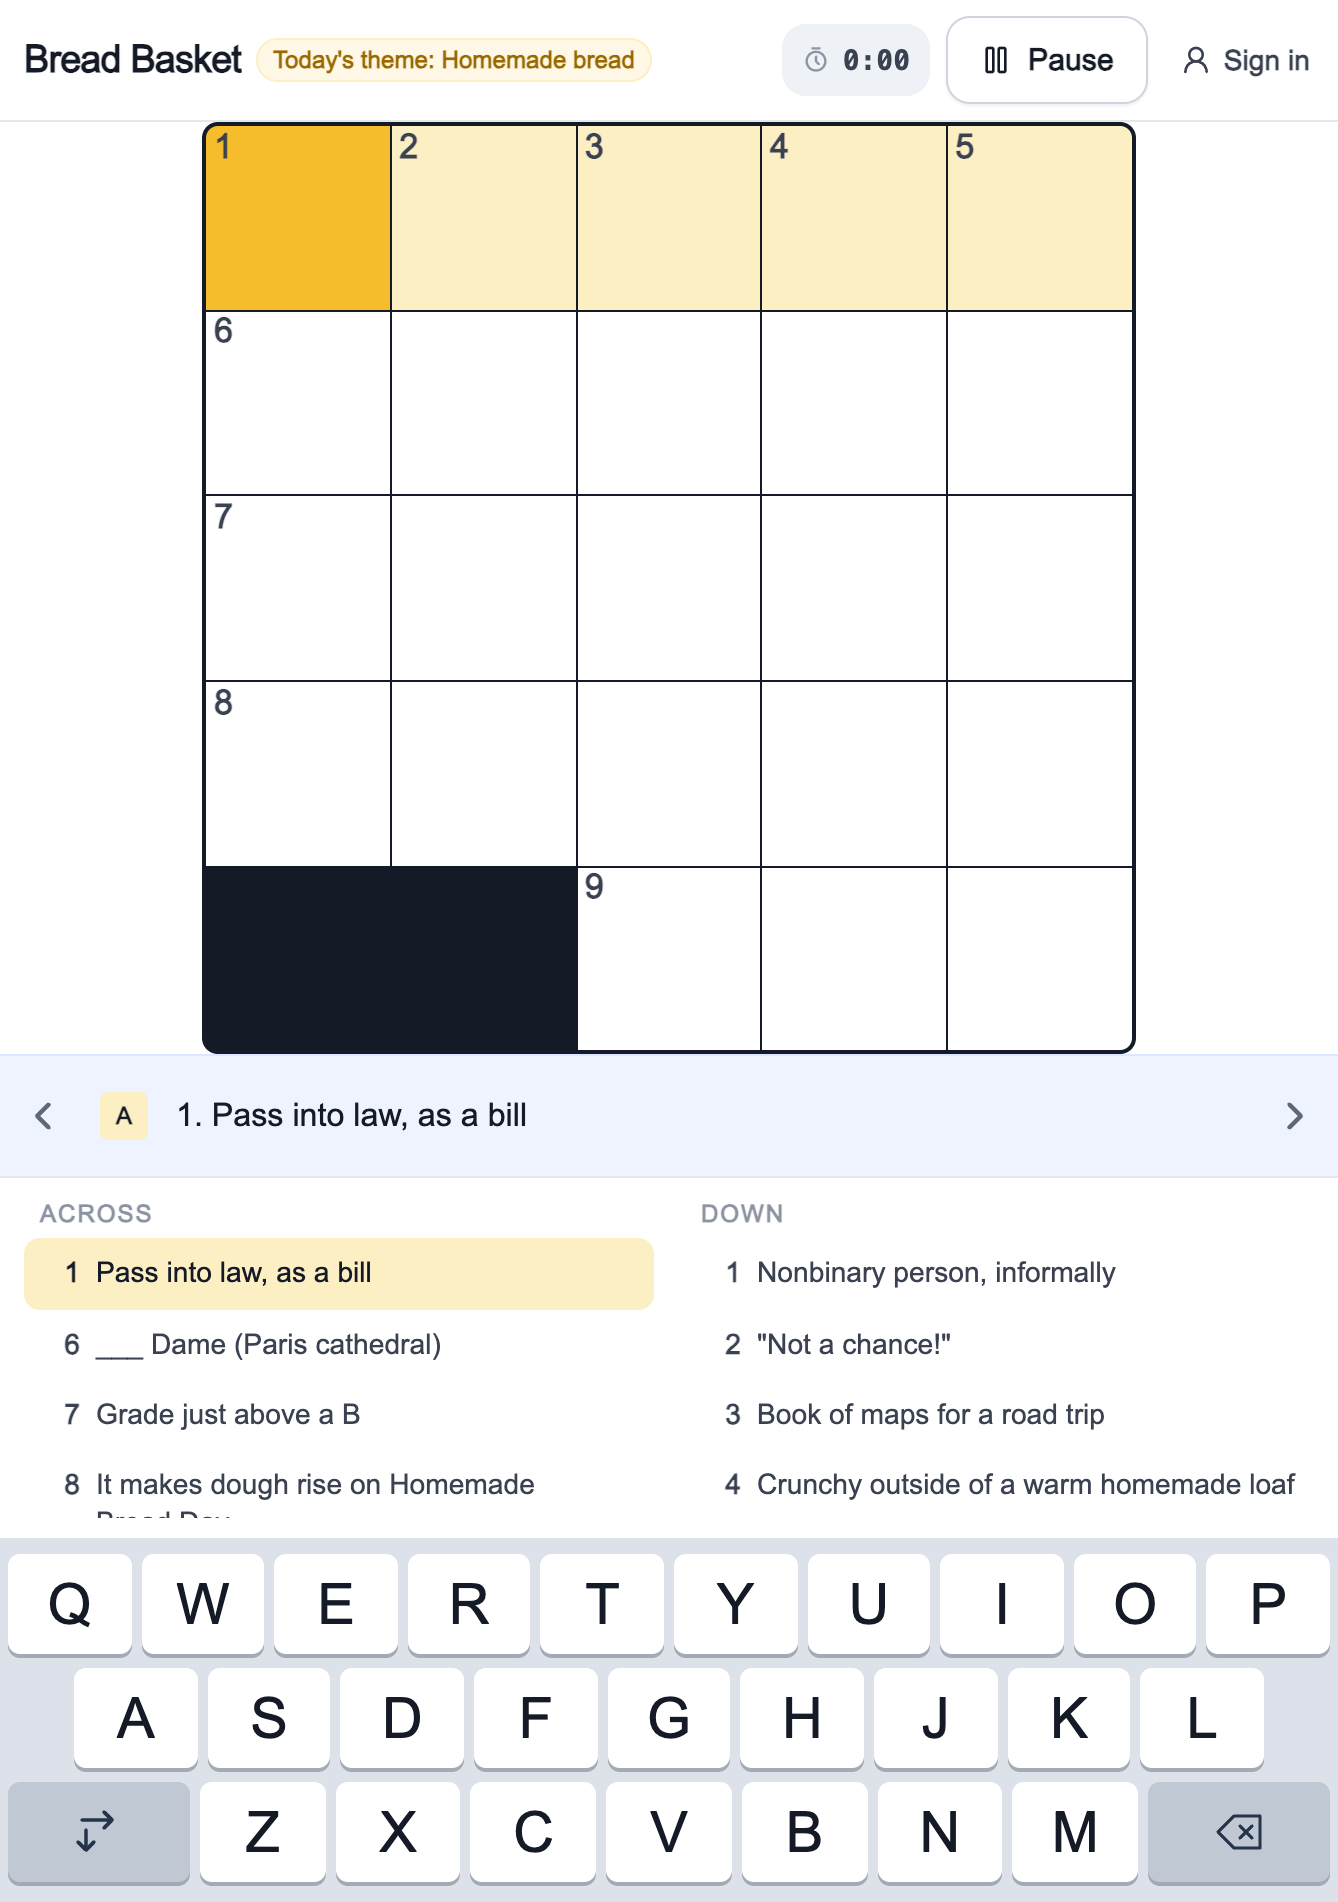 Bread Basket
Today's theme: Homemade bread
0:00
Pause
Sign in
1 2 3 4 5
6
7
8
9
A 1. Pass into law, as a bill
ACROSS
1 Pass into law, as a bill
6 ___ Dame (Paris cathedral)
7 Grade just above a B
8 It makes dough rise on Homemade
DOWN
1 Nonbinary person, informally
2 "Not a chance!"
3 Book of maps for a road trip
4 Crunchy outside of a warm homemade loaf
Q W E R T Y U I O P
A S D F G H J K L
Z X C V B N M